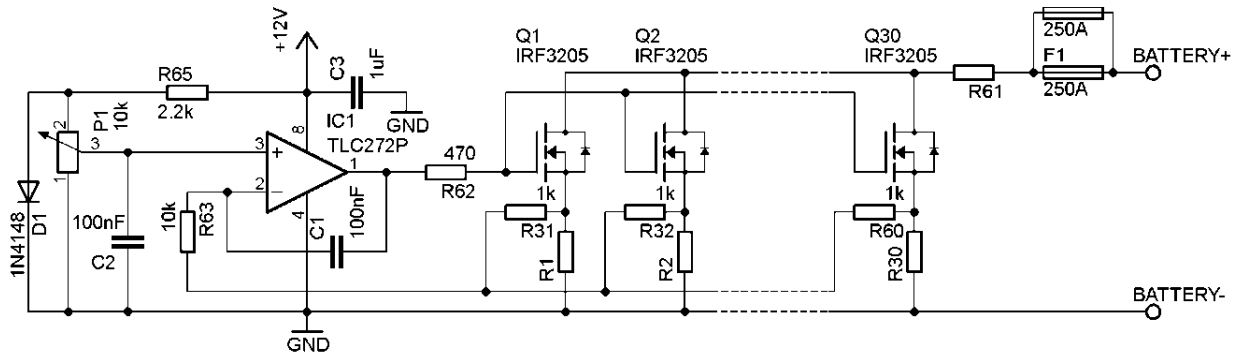 250A
F1
250A
BATTERY+
R61
Q1
IRF3205
Q2
IRF3205
Q30
IRF3205
+12V
C3
1uF
GND
R65
2.2k
P1
10k
2
3
1
IC1
TLC272P
8
3
+
2
−
1
4
470
R62
1k
1k
1k
R31
R32
R60
R1
R2
R30
10k
R63
C1
100nF
100nF
C2
1N4148
D1
GND
BATTERY-